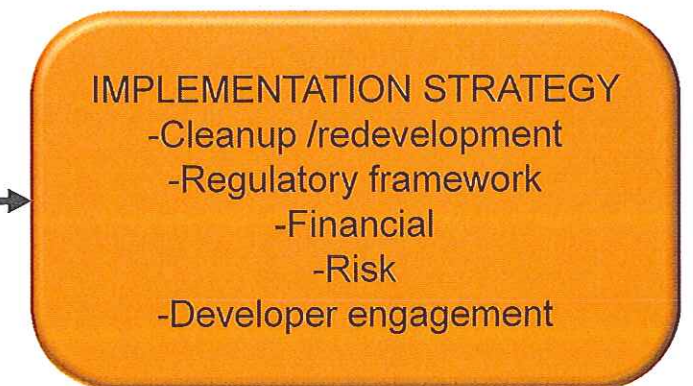 IMPLEMENTATION STRATEGY
-Cleanup /redevelopment
-Regulatory framework
-Financial
-Risk
-Developer engagement